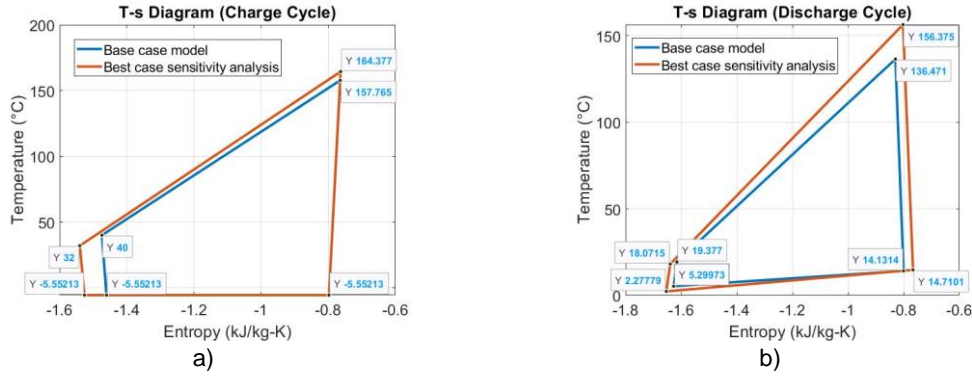 T-s Diagram (Charge Cycle)
200
150
100
50
-5.6
Temperature (°C)
Base case model
Best case sensitivity analysis
Y 164.377
Y 157.765
Y 32
Y 40
Y -5.55213
Y -5.55213
Y -5.55213
-1.6
-1.4
-1.2
-1
-0.8
-0.6
Entropy (kJ/kg-K)
a)
T-s Diagram (Discharge Cycle)
150
100
50
0
Temperature (°C)
Base case model
Best case sensitivity analysis
Y 156.375
Y 136.471
Y 18.0715
Y 19.377
Y 2.27779
Y 5.29973
Y 14.1314
Y 14.7101
-1.8
-1.6
-1.4
-1.2
-1
-0.8
-0.6
Entropy (kJ/kg-K)
b)